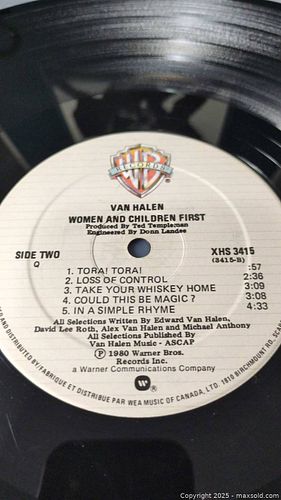 WB
RECORDS
®
VAN HALEN
WOMEN AND CHILDREN FIRST
Produced By Ted Templeman
Engineered By Donn Landee
SIDE TWO
Q
XHS 3415
(3415-B)
1. TORA! TORA! :57
2. LOSS OF CONTROL 2:36
3. TAKE YOUR WHISKEY HOME 3:09
4. COULD THIS BE MAGIC ? 3:08
5. IN A SIMPLE RHYME 4:33
All Selections Written By Edward Van Halen,
David Lee Roth, Alex Van Halen and Michael Anthony
All Selections Published By
Van Halen Music - ASCAP
Ⓟ 1980 Warner Bros.
Records Inc.
a Warner Communications Company
W ®
AND DISTRIBUTED BY/FABRIQUÉ ET DISTRIBUÉ PAR WEA MUSIC OF CANADA, LTD. 1810 BIRCHMOUNT RD., SCAR
Copyright 2025 - maxsold.com